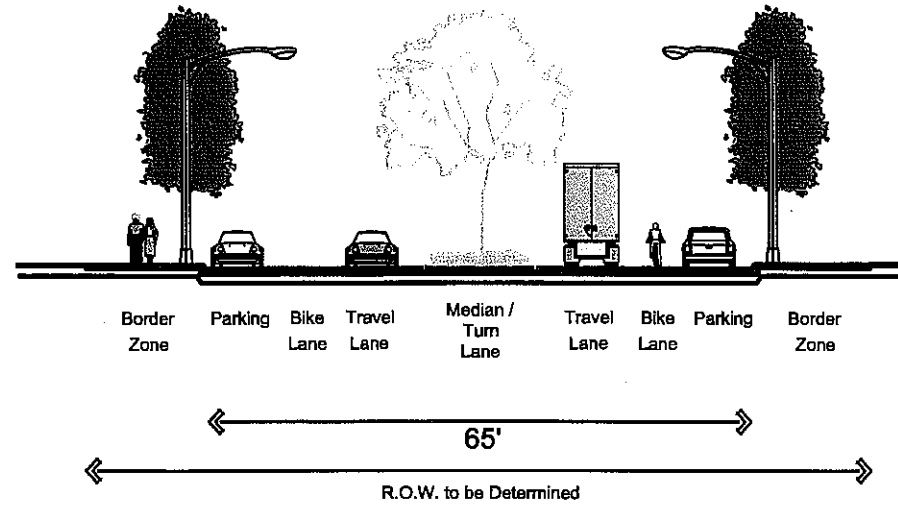 Border Zone
Parking
Bike Lane
Travel Lane
Median / Turn Lane
Travel Lane
Bike Lane
Parking
Border Zone
65'
R.O.W. to be Determined